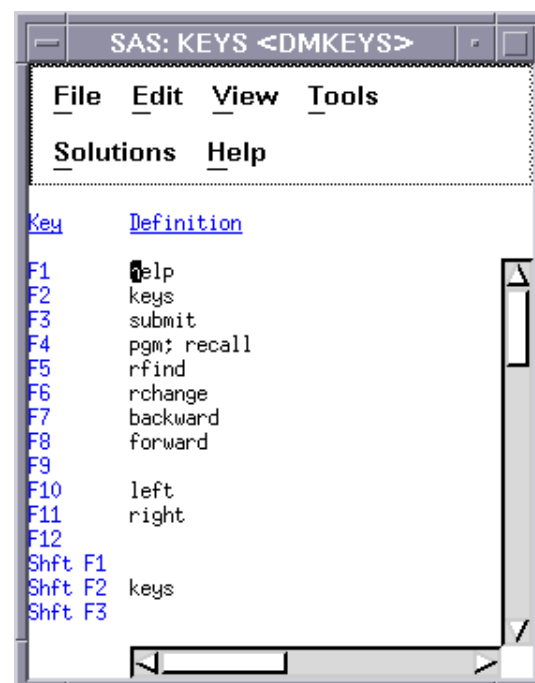 SAS: KEYS <DMKEYS>
File Edit View Tools
Solutions Help
Key Definition
F1 help
F2 keys
F3 submit
F4 pgm; recall
F5 rfind
F6 rchange
F7 backward
F8 forward
F9
F10 left
F11 right
F12
Shft F1
Shft F2 keys
Shft F3